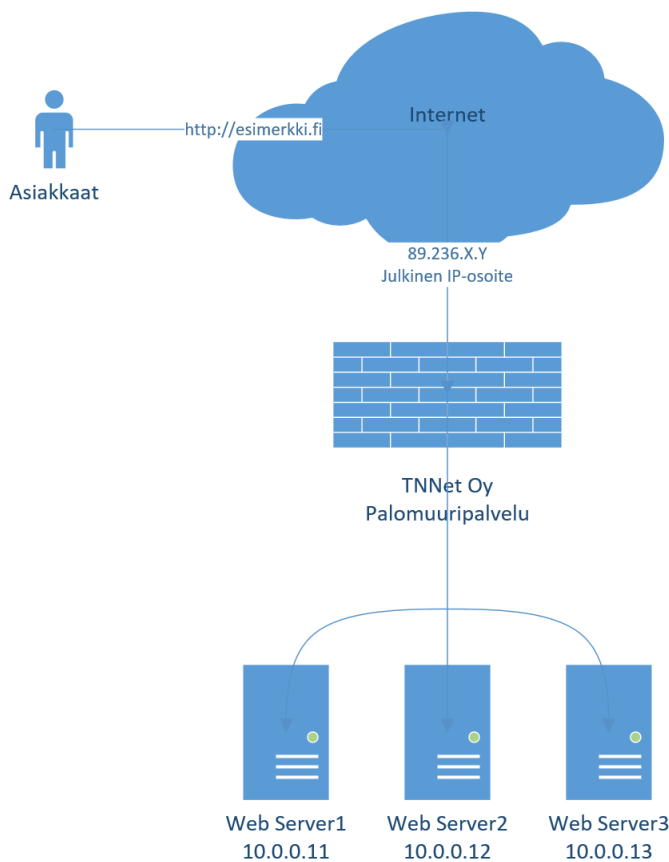 Internet
http://esimerkki.fi
Asiakkaat
89.236.X.Y
Julkinen IP-osoite
TNNet Oy
Palomuuripalvelu
Web Server1
10.0.0.11
Web Server2
10.0.0.12
Web Server3
10.0.0.13